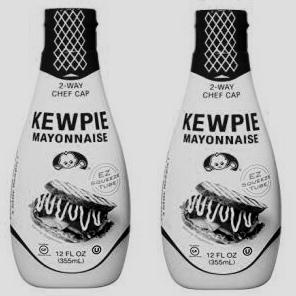 2-WAY
CHEF CAP
KEWPIE
MAYONNAISE
EZ
SQUEEZE
TUBE
12 FL OZ
(355mL)
2-WAY
CHEF CAP
KEWPIE
MAYONNAISE
EZ
SQUEEZE
TUBE
12 FL OZ
(355mL)